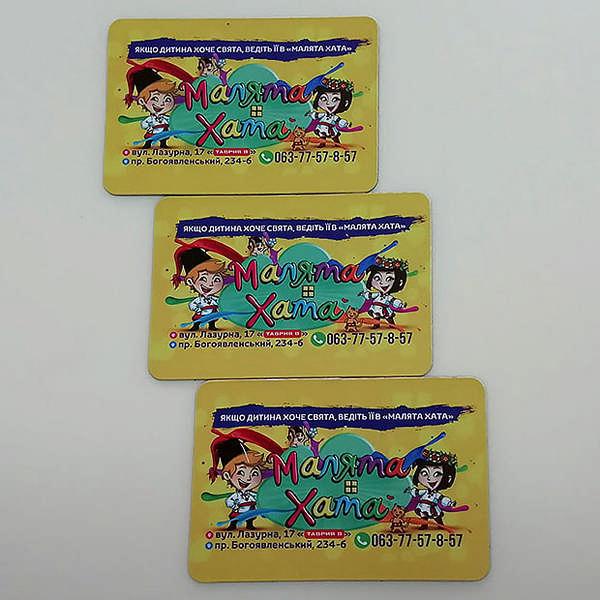 ЯКЩО ДИТИНА ХОЧЕ СВЯТА, ВЕДІТЬ ЇЇ В «МАЛЯТА ХАТА»
Малята
Хата
вул. Лазурна, 17 «ТАВРИЯ В»
пр. Богоявленський, 234-б
063-77-57-8-57
ЯКЩО ДИТИНА ХОЧЕ СВЯТА, ВЕДІТЬ ЇЇ В «МАЛЯТА ХАТА»
Малята
Хата
вул. Лазурна, 17 «ТАВРИЯ В»
пр. Богоявленський, 234-б
063-77-57-8-57
ЯКЩО ДИТИНА ХОЧЕ СВЯТА, ВЕДІТЬ ЇЇ В «МАЛЯТА ХАТА»
Малята
Хата
вул. Лазурна, 17 «ТАВРИЯ В»
пр. Богоявленський, 234-б
063-77-57-8-57